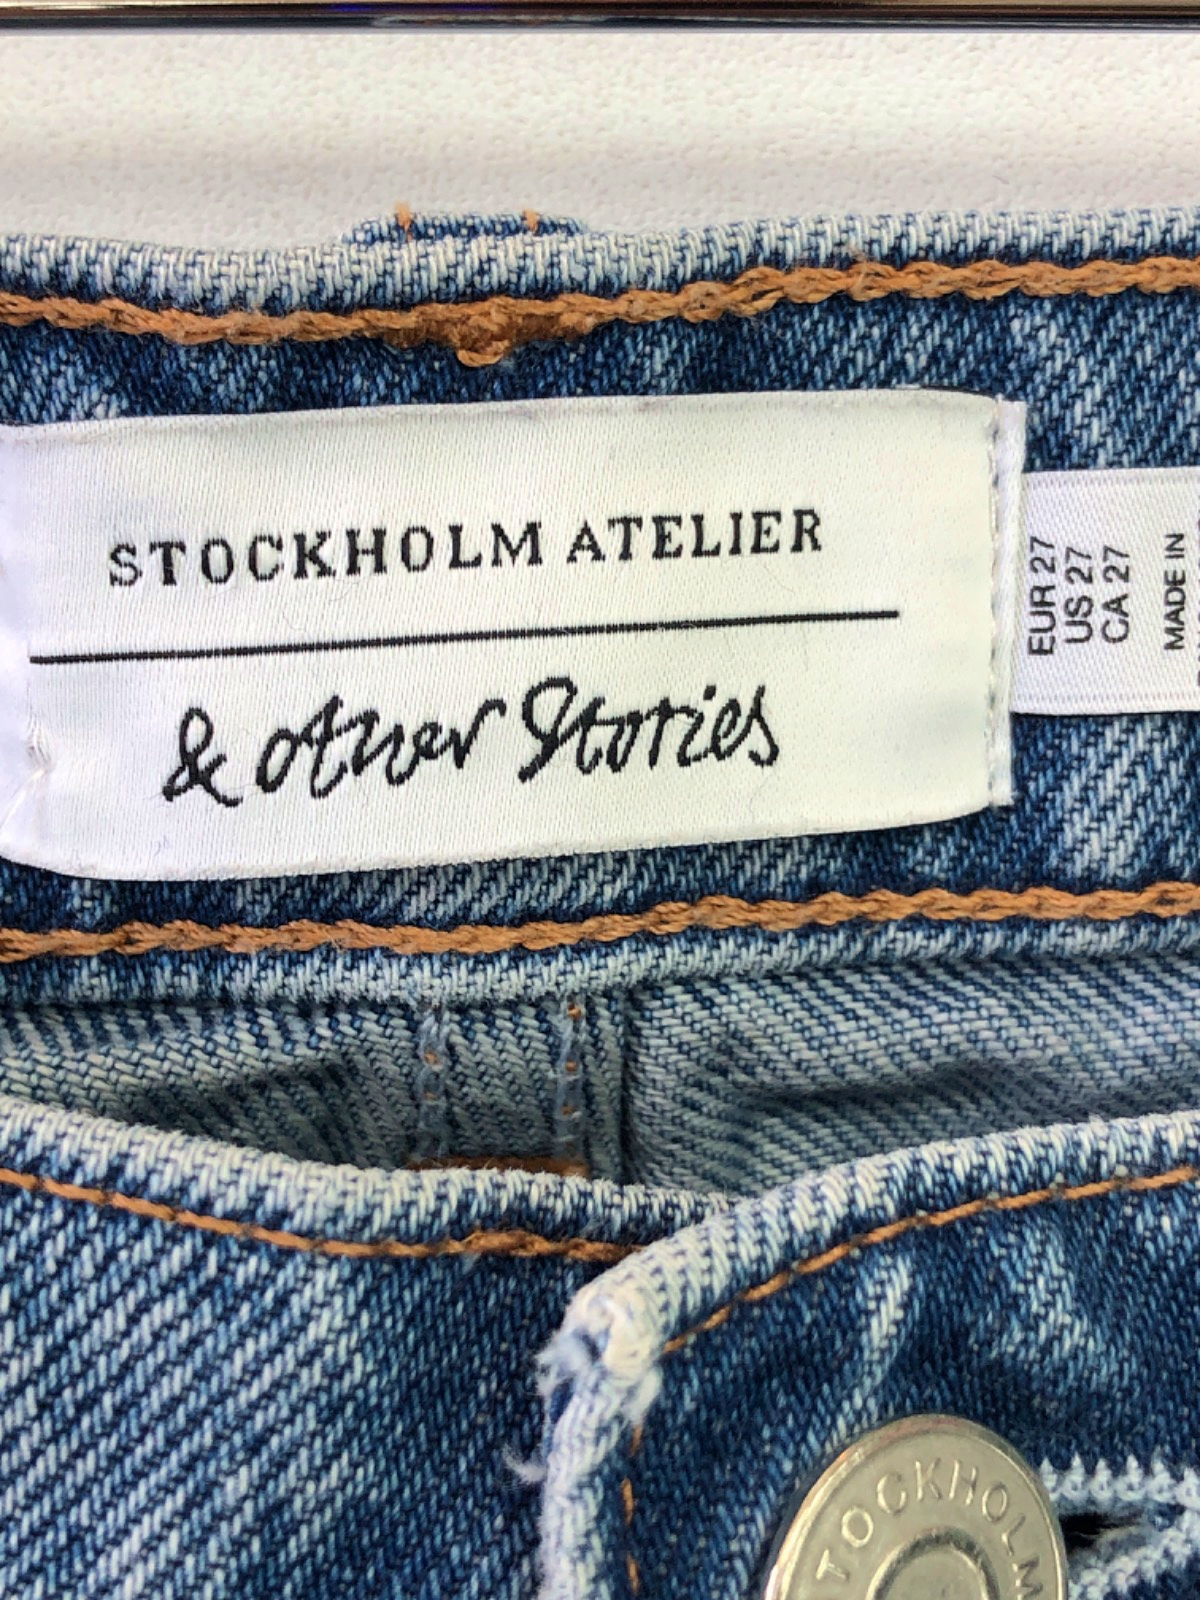 STOCKHOLM ATELIER
& other Stories
EUR 27
US 27
CA 27
MADE IN
STOCKHOLM